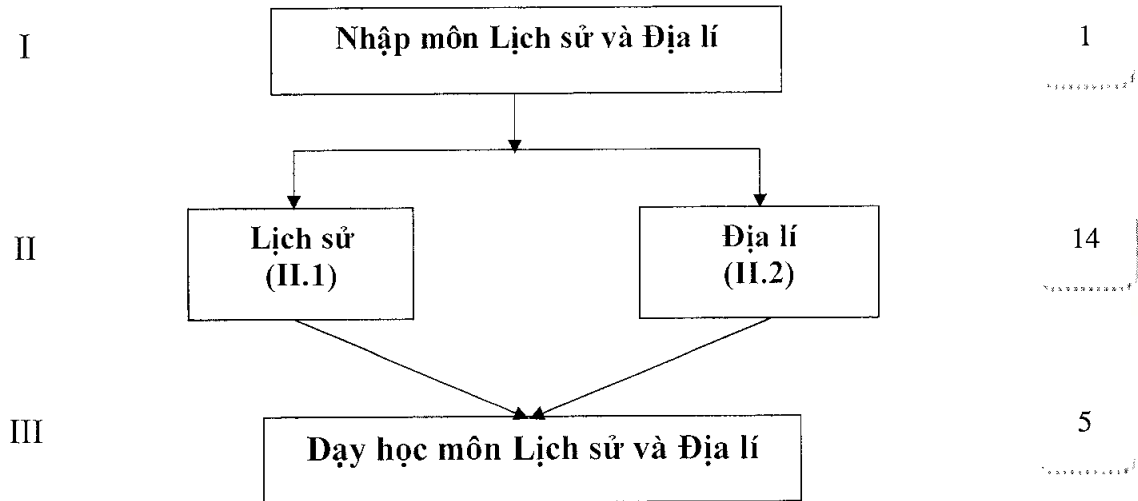 I
Nhập môn Lịch sử và Địa lí
1
II
Lịch sử
(II.1)
Địa lí
(II.2)
14
III
Dạy học môn Lịch sử và Địa lí
5